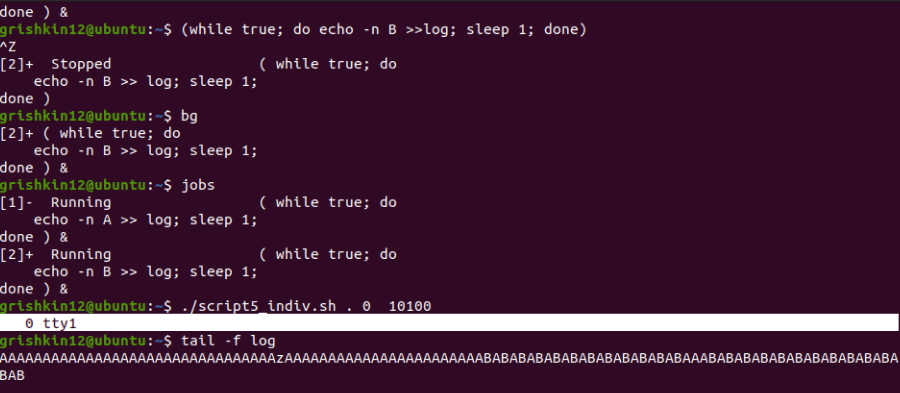 done ) &
grishkin12@ubuntu:~$ (while true; do echo -n B >>log; sleep 1; done)
^Z
[2]+  Stopped                 ( while true; do
    echo -n B >> log; sleep 1;
done )
grishkin12@ubuntu:~$ bg
[2]+ ( while true; do
    echo -n B >> log; sleep 1;
done ) &
grishkin12@ubuntu:~$ jobs
[1]-  Running                 ( while true; do
    echo -n A >> log; sleep 1;
done ) &
[2]+  Running                 ( while true; do
    echo -n B >> log; sleep 1;
done ) &
grishkin12@ubuntu:~$ ./script5_indiv.sh . 0  10100
   0 tty1
grishkin12@ubuntu:~$ tail -f log
AAAAAAAAAAAAAAAAAAAAAAAAAAAAAAAAzAAAAAAAAAAAAAAAAAAAAAAABABABABABABABABABABABABAAABABABABABABABABABABABA
BAB